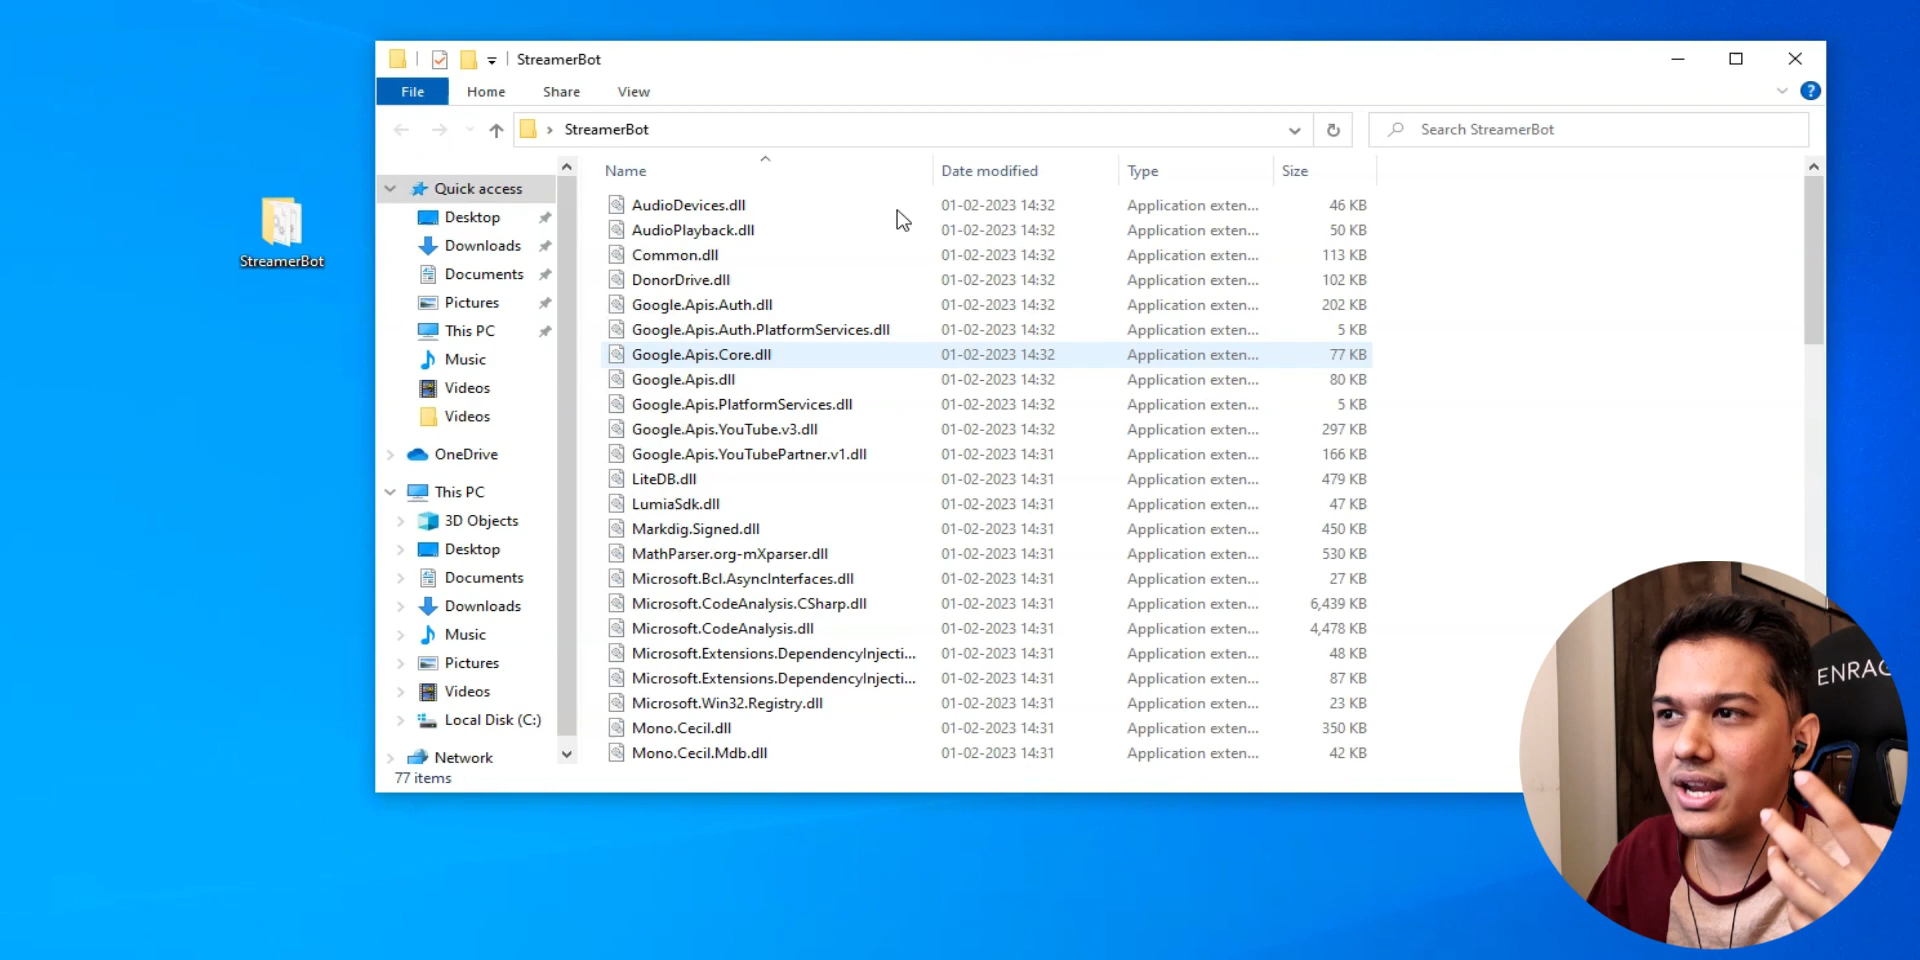 StreamerBot
File Home Share View
StreamerBot
Search StreamerBot
Name Date modified Type Size
Quick access
Desktop
Downloads
Documents
Pictures
This PC
Music
Videos
Videos
OneDrive
This PC
3D Objects
Desktop
Documents
Downloads
Music
Pictures
Videos
Local Disk (C:)
Network
AudioDevices.dll 01-02-2023 14:32 Application exten... 46 KB
AudioPlayback.dll 01-02-2023 14:32 Application exten... 50 KB
Common.dll 01-02-2023 14:32 Application exten... 113 KB
DonorDrive.dll 01-02-2023 14:32 Application exten... 102 KB
Google.Apis.Auth.dll 01-02-2023 14:32 Application exten... 202 KB
Google.Apis.Auth.PlatformServices.dll 01-02-2023 14:32 Application exten... 5 KB
Google.Apis.Core.dll 01-02-2023 14:32 Application exten... 77 KB
Google.Apis.dll 01-02-2023 14:32 Application exten... 80 KB
Google.Apis.PlatformServices.dll 01-02-2023 14:32 Application exten... 5 KB
Google.Apis.YouTube.v3.dll 01-02-2023 14:32 Application exten... 297 KB
Google.Apis.YouTubePartner.v1.dll 01-02-2023 14:31 Application exten... 166 KB
LiteDB.dll 01-02-2023 14:31 Application exten... 479 KB
LumiaSdk.dll 01-02-2023 14:31 Application exten... 47 KB
Markdig.Signed.dll 01-02-2023 14:31 Application exten... 450 KB
MathParser.org-mXparser.dll 01-02-2023 14:31 Application exten... 530 KB
Microsoft.Bcl.AsyncInterfaces.dll 01-02-2023 14:31 Application exten... 27 KB
Microsoft.CodeAnalysis.CSharp.dll 01-02-2023 14:31 Application exten... 6,439 KB
Microsoft.CodeAnalysis.dll 01-02-2023 14:31 Application exten... 4,478 KB
Microsoft.Extensions.DependencyInjecti... 01-02-2023 14:31 Application exten... 48 KB
Microsoft.Extensions.DependencyInjecti... 01-02-2023 14:31 Application exten... 87 KB
Microsoft.Win32.Registry.dll 01-02-2023 14:31 Application exten... 23 KB
Mono.Cecil.dll 01-02-2023 14:31 Application exten... 350 KB
Mono.Cecil.Mdb.dll 01-02-2023 14:31 Application exten... 42 KB
77 items
StreamerBot
ENRAG